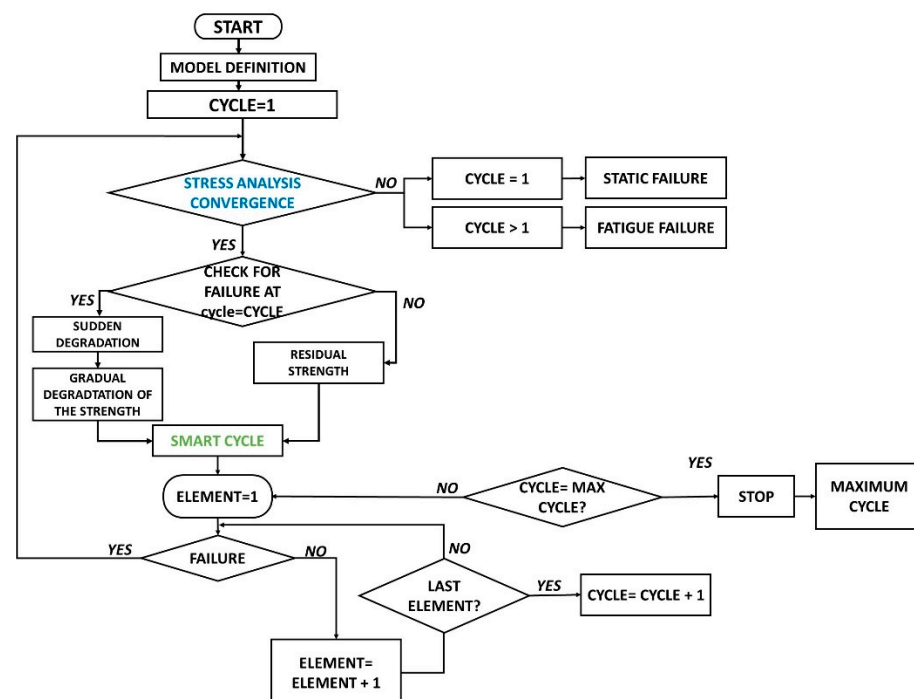 START
MODEL DEFINITION
CYCLE=1
STRESS ANALYSIS
CONVERGENCE
NO
CYCLE = 1
STATIC FAILURE
CYCLE > 1
FATIGUE FAILURE
YES
CHECK FOR
FAILURE AT
cycle=CYCLE
YES
NO
SUDDEN
DEGRADATION
GRADUAL
DEGRADTATION OF
THE STRENGTH
RESIDUAL
STRENGTH
SMART CYCLE
ELEMENT=1
NO
CYCLE= MAX
CYCLE?
YES
STOP
MAXIMUM
CYCLE
YES
FAILURE
NO
NO
LAST
ELEMENT?
YES
CYCLE= CYCLE + 1
ELEMENT=
ELEMENT + 1